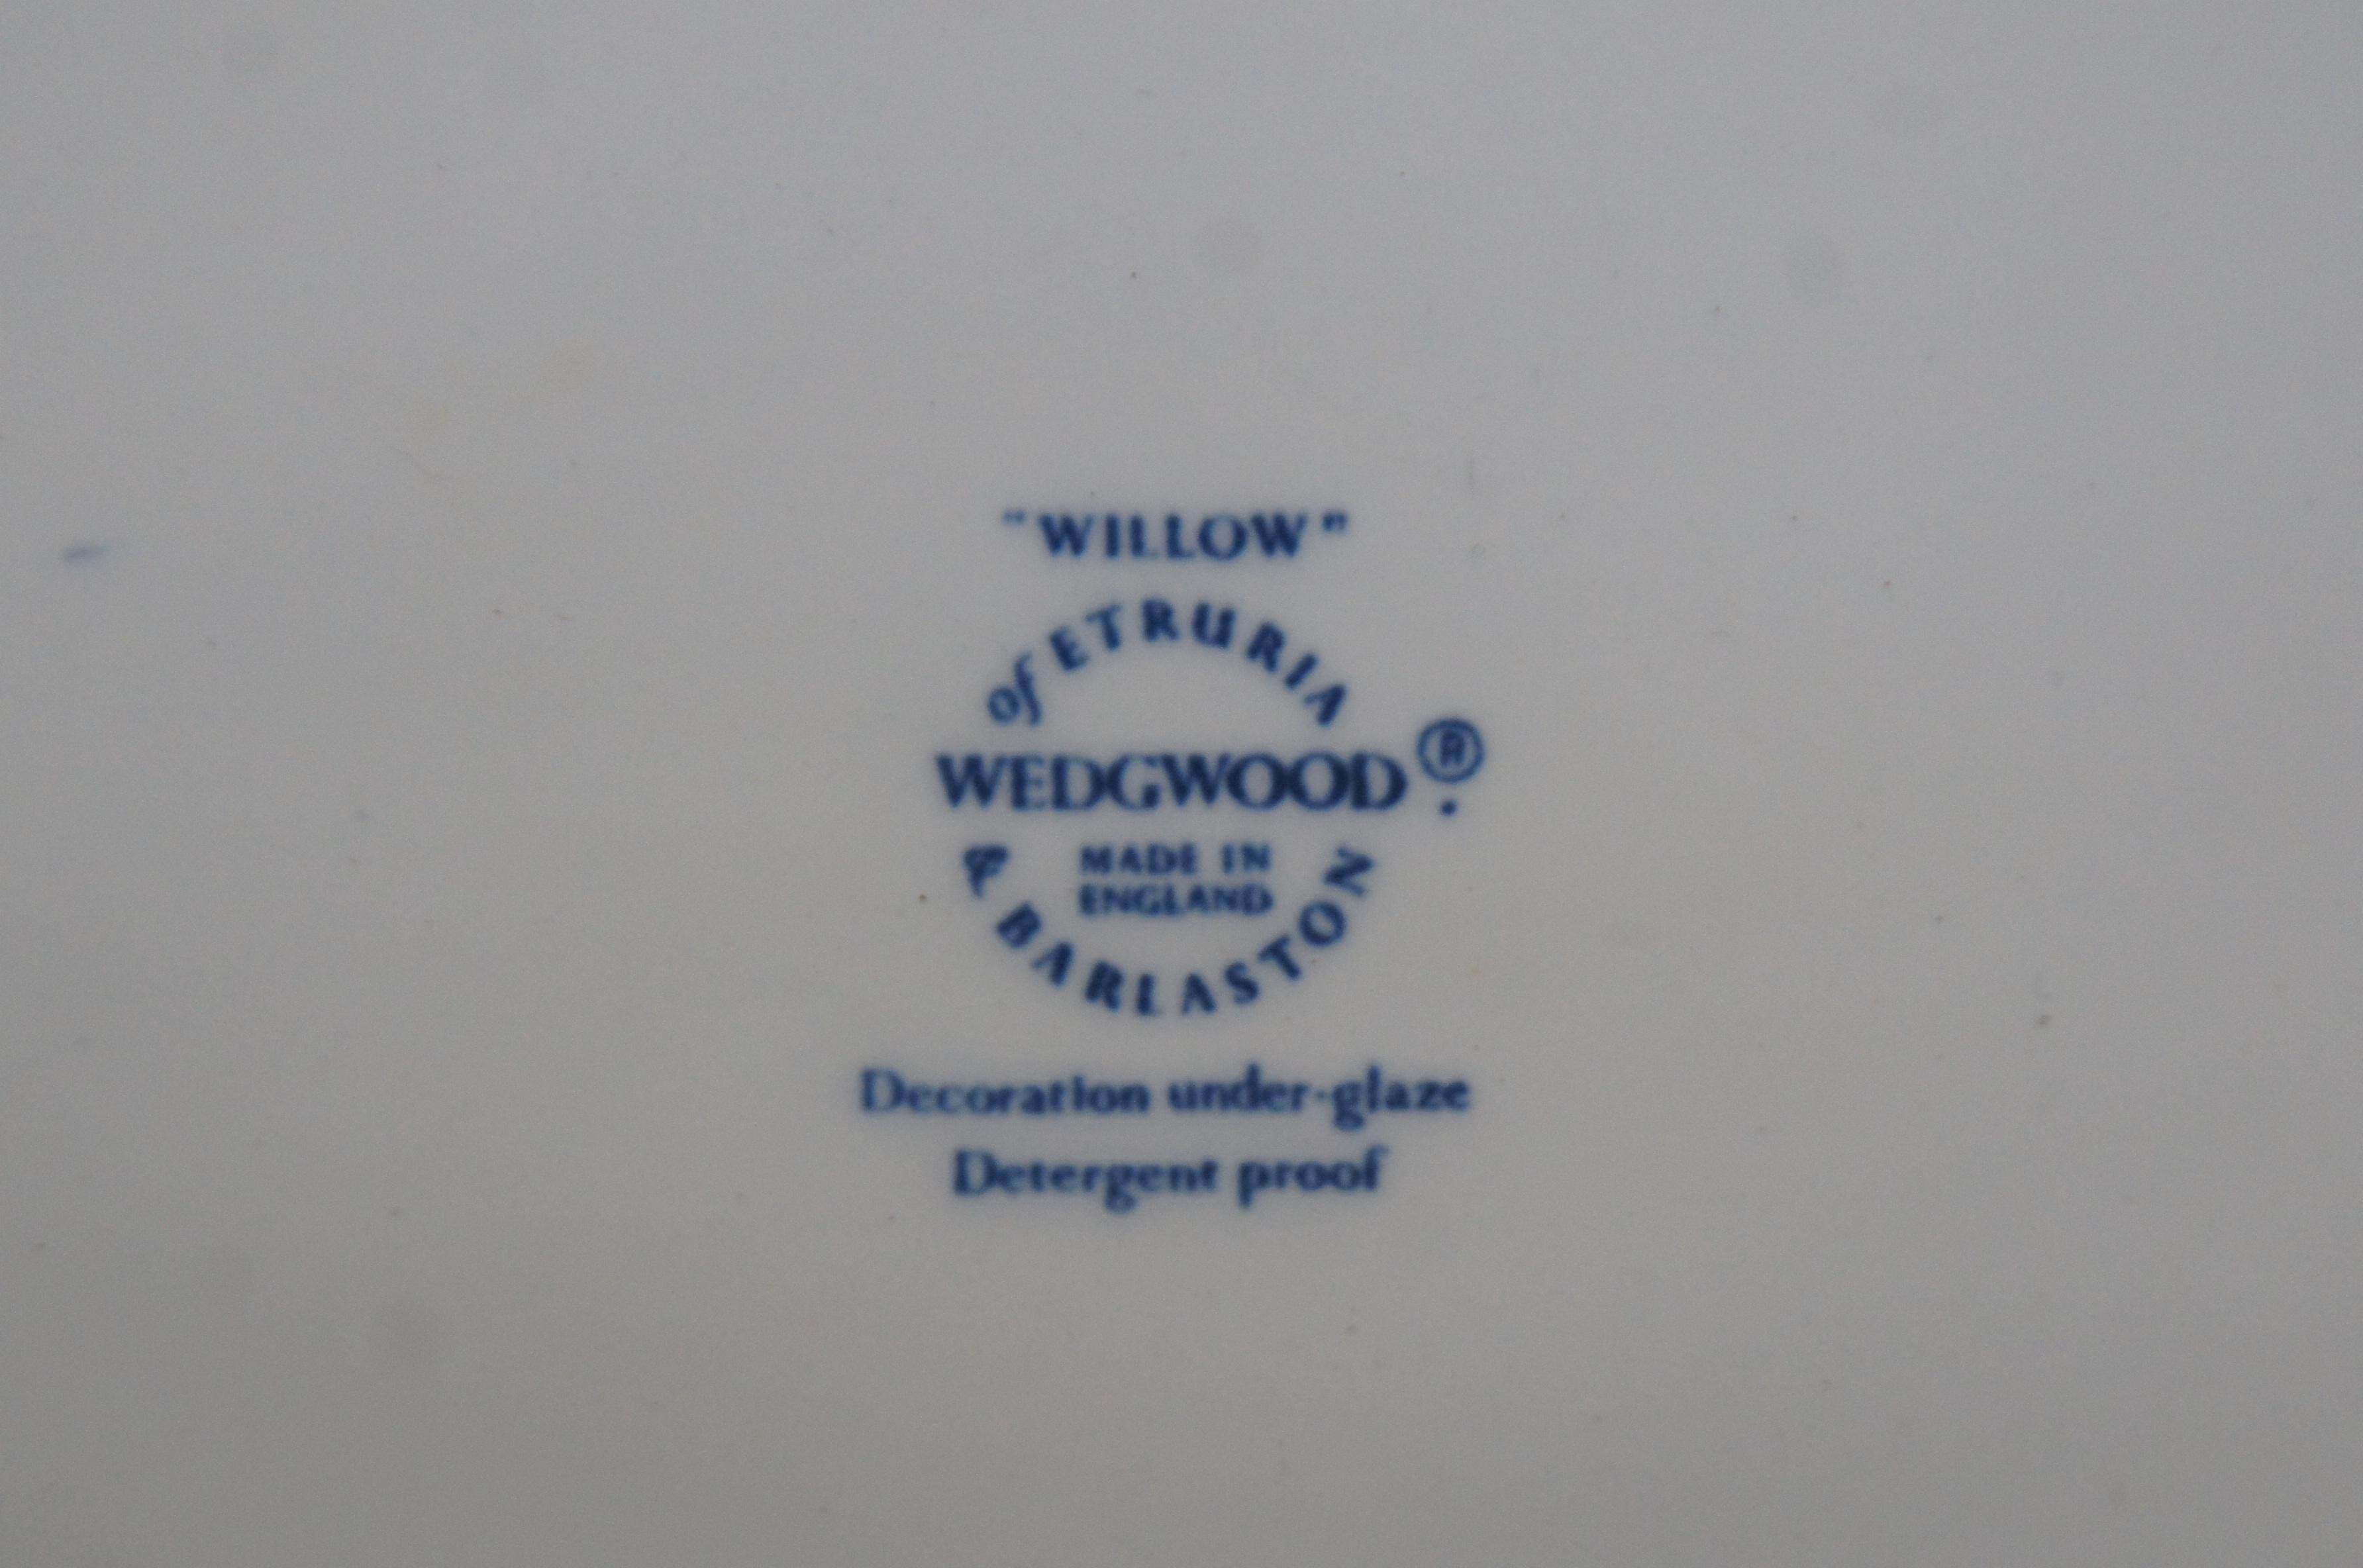 "WILLOW"
of ETRURIA
WEDGWOOD®
MADE IN
ENGLAND
& BARLASTON
Decoration under-glaze
Detergent proof